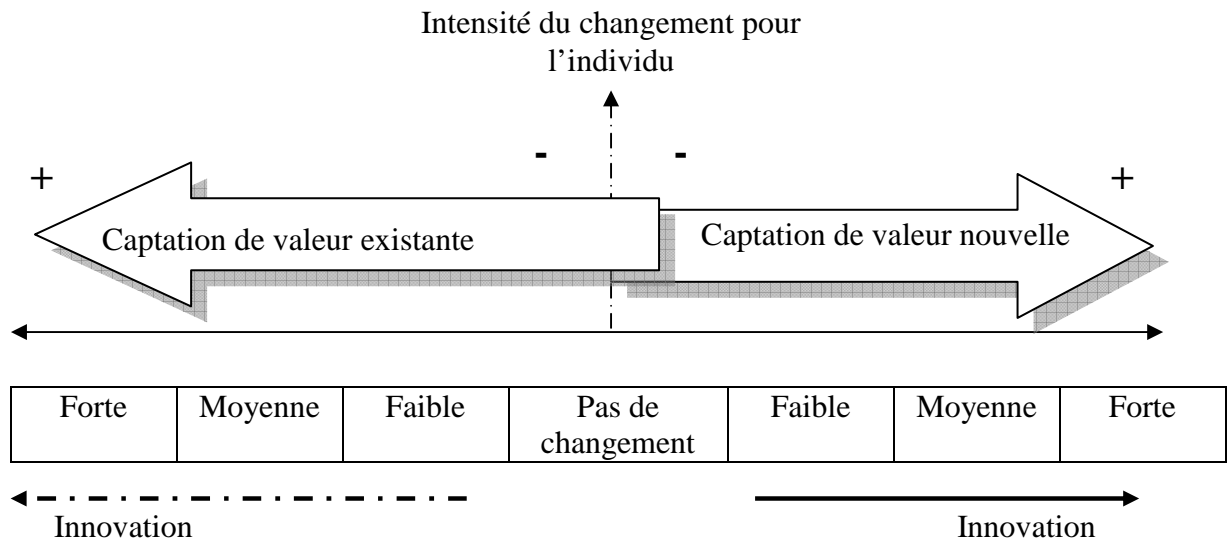 Intensité du changement pour
l'individu
- -
+ +
Captation de valeur existante
Captation de valeur nouvelle
Forte Moyenne Faible Pas de changement Faible Moyenne Forte
Innovation Innovation